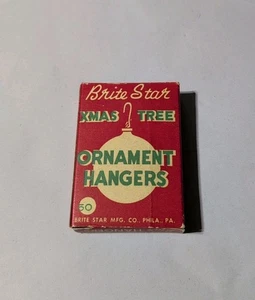 Brite Star
XMAS TREE
ORNAMENT
HANGERS
50
BRITE STAR MFG. CO. PHILA., PA.